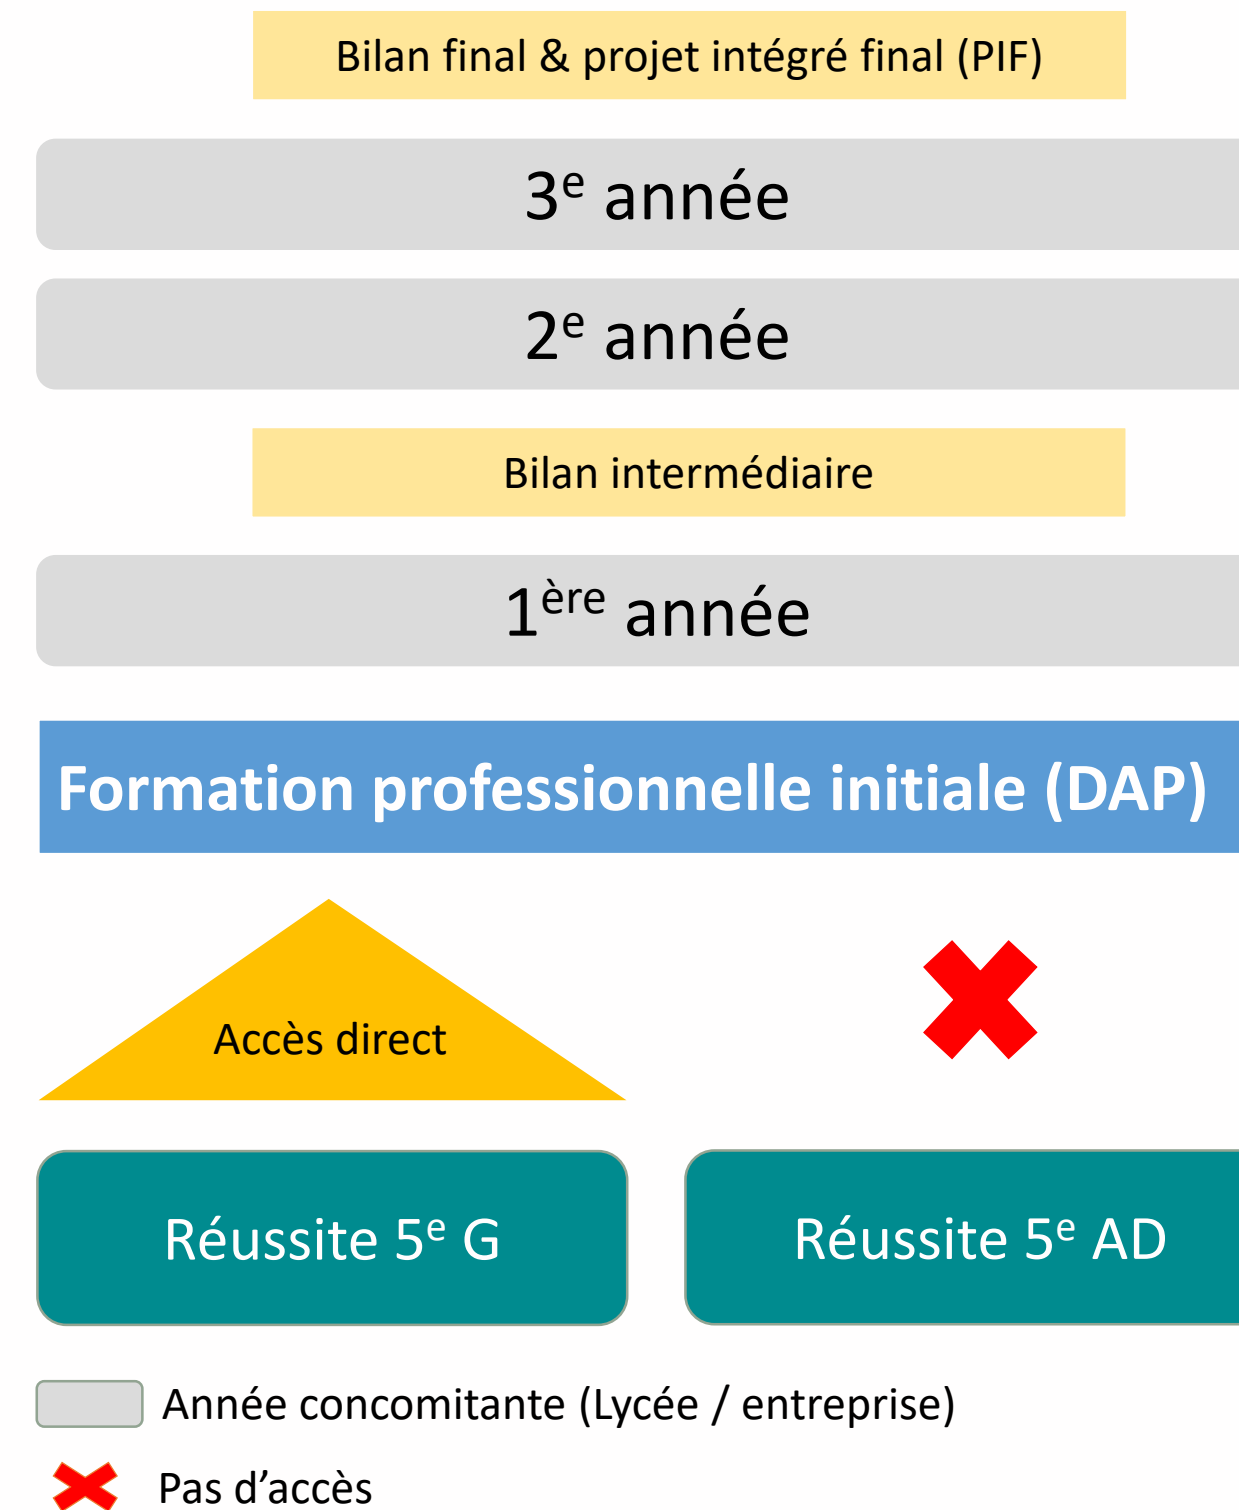 Bilan final & projet intégré final (PIF)
3e année
2e année
Bilan intermédiaire
1ère année
Formation professionnelle initiale (DAP)
Accès direct
Réussite 5e G
Réussite 5e AD
Année concomitante (Lycée / entreprise)
Pas d’accès